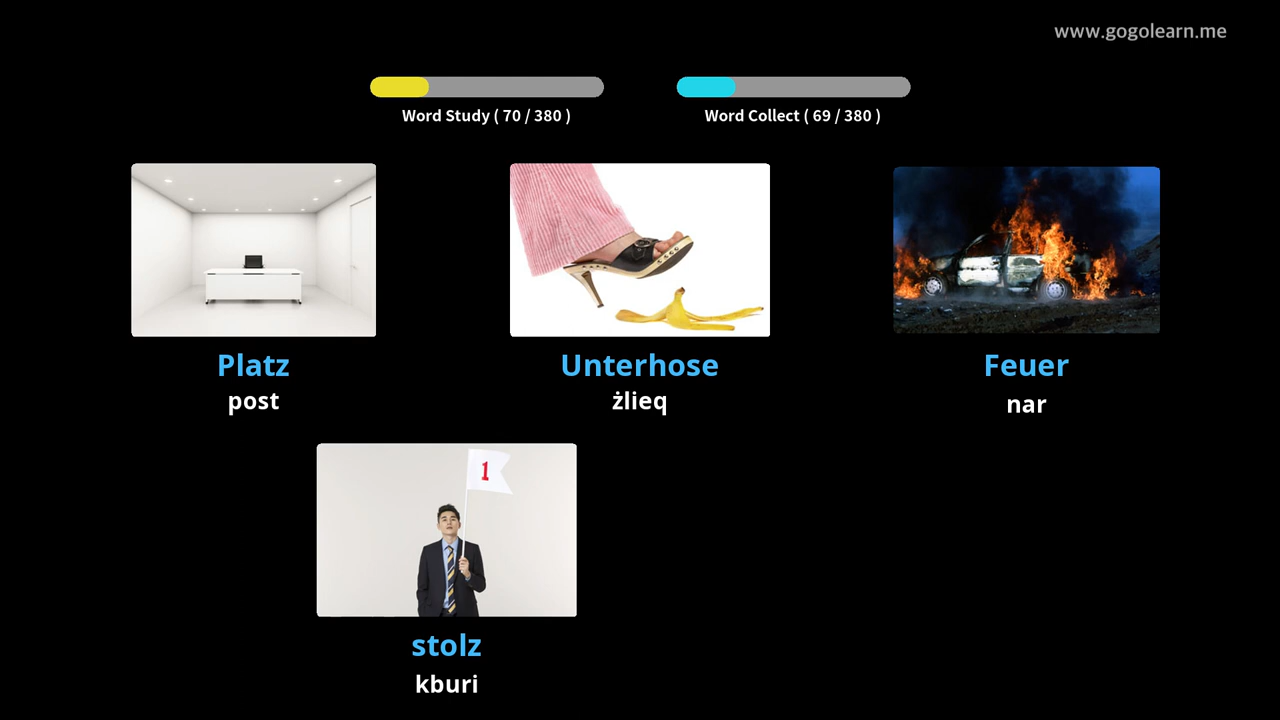 www.gogolearn.me
Word Study ( 70 / 380 )
Word Collect ( 69 / 380 )
Platz
post
Unterhose
żlieq
Feuer
nar
1
stolz
kburi